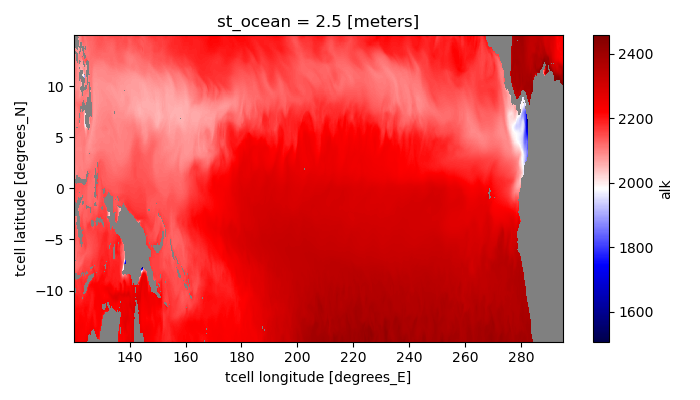 st_ocean = 2.5 [meters]
tcell latitude [degrees_N]
10
5
0
−5
−10
140 160 180 200 220 240 260 280
tcell longitude [degrees_E]
2400
2200
2000
1800
1600
alk